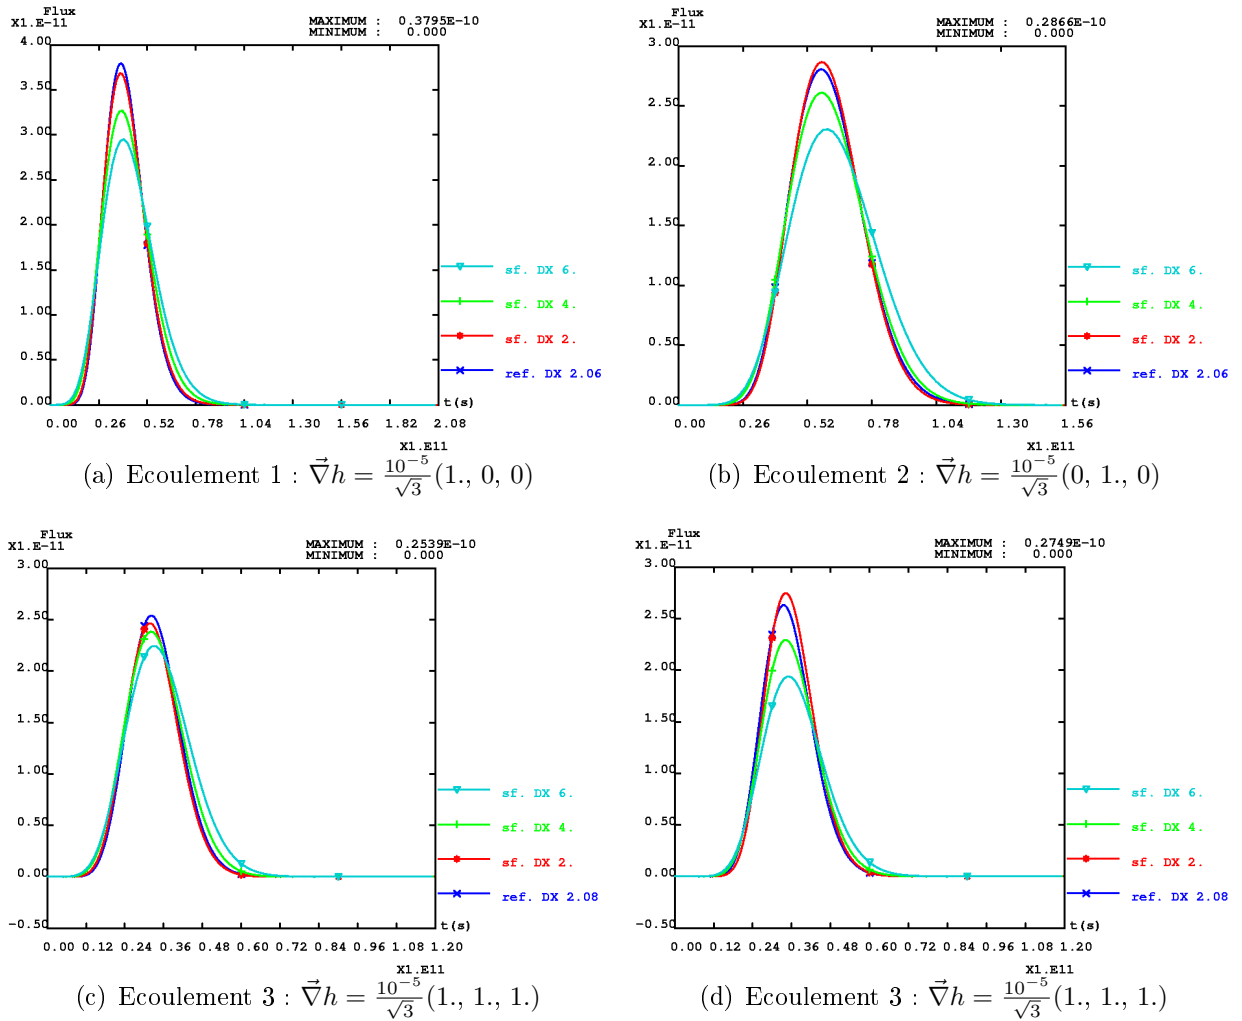 Flux
X1.E-11
MAXIMUM : 0.3795E-10
MINIMUM : 0.000
4.00
3.50
3.00
2.50
2.00
1.50
1.00
0.50
0.00
0.00 0.26 0.52 0.78 1.04 1.30 1.56 1.82 2.08
t(s)
X1.E11
sf. DX 6.
sf. DX 4.
sf. DX 2.
ref. DX 2.06
(a) Ecoulement 1 : ∇⃗h = 10⁻⁵/√3 (1., 0, 0)
Flux
X1.E-11
MAXIMUM : 0.2866E-10
MINIMUM : 0.000
3.00
2.50
2.00
1.50
1.00
0.50
0.00
0.00 0.26 0.52 0.78 1.04 1.30 1.56
t(s)
X1.E11
sf. DX 6.
sf. DX 4.
sf. DX 2.
ref. DX 2.06
(b) Ecoulement 2 : ∇⃗h = 10⁻⁵/√3 (0, 1., 0)
Flux
X1.E-11
MAXIMUM : 0.2539E-10
MINIMUM : 0.000
3.00
2.50
2.00
1.50
1.00
0.50
0.00
-0.50
0.00 0.12 0.24 0.36 0.48 0.60 0.72 0.84 0.96 1.08 1.20
t(s)
X1.E11
sf. DX 6.
sf. DX 4.
sf. DX 2.
ref. DX 2.08
(c) Ecoulement 3 : ∇⃗h = 10⁻⁵/√3 (1., 1., 1.)
Flux
X1.E-11
MAXIMUM : 0.2749E-10
MINIMUM : 0.000
3.00
2.50
2.00
1.50
1.00
0.50
0.00
-0.50
0.00 0.12 0.24 0.36 0.48 0.60 0.72 0.84 0.96 1.08 1.20
t(s)
X1.E11
sf. DX 6.
sf. DX 4.
sf. DX 2.
ref. DX 2.08
(d) Ecoulement 3 : ∇⃗h = 10⁻⁵/√3 (1., 1., 1.)